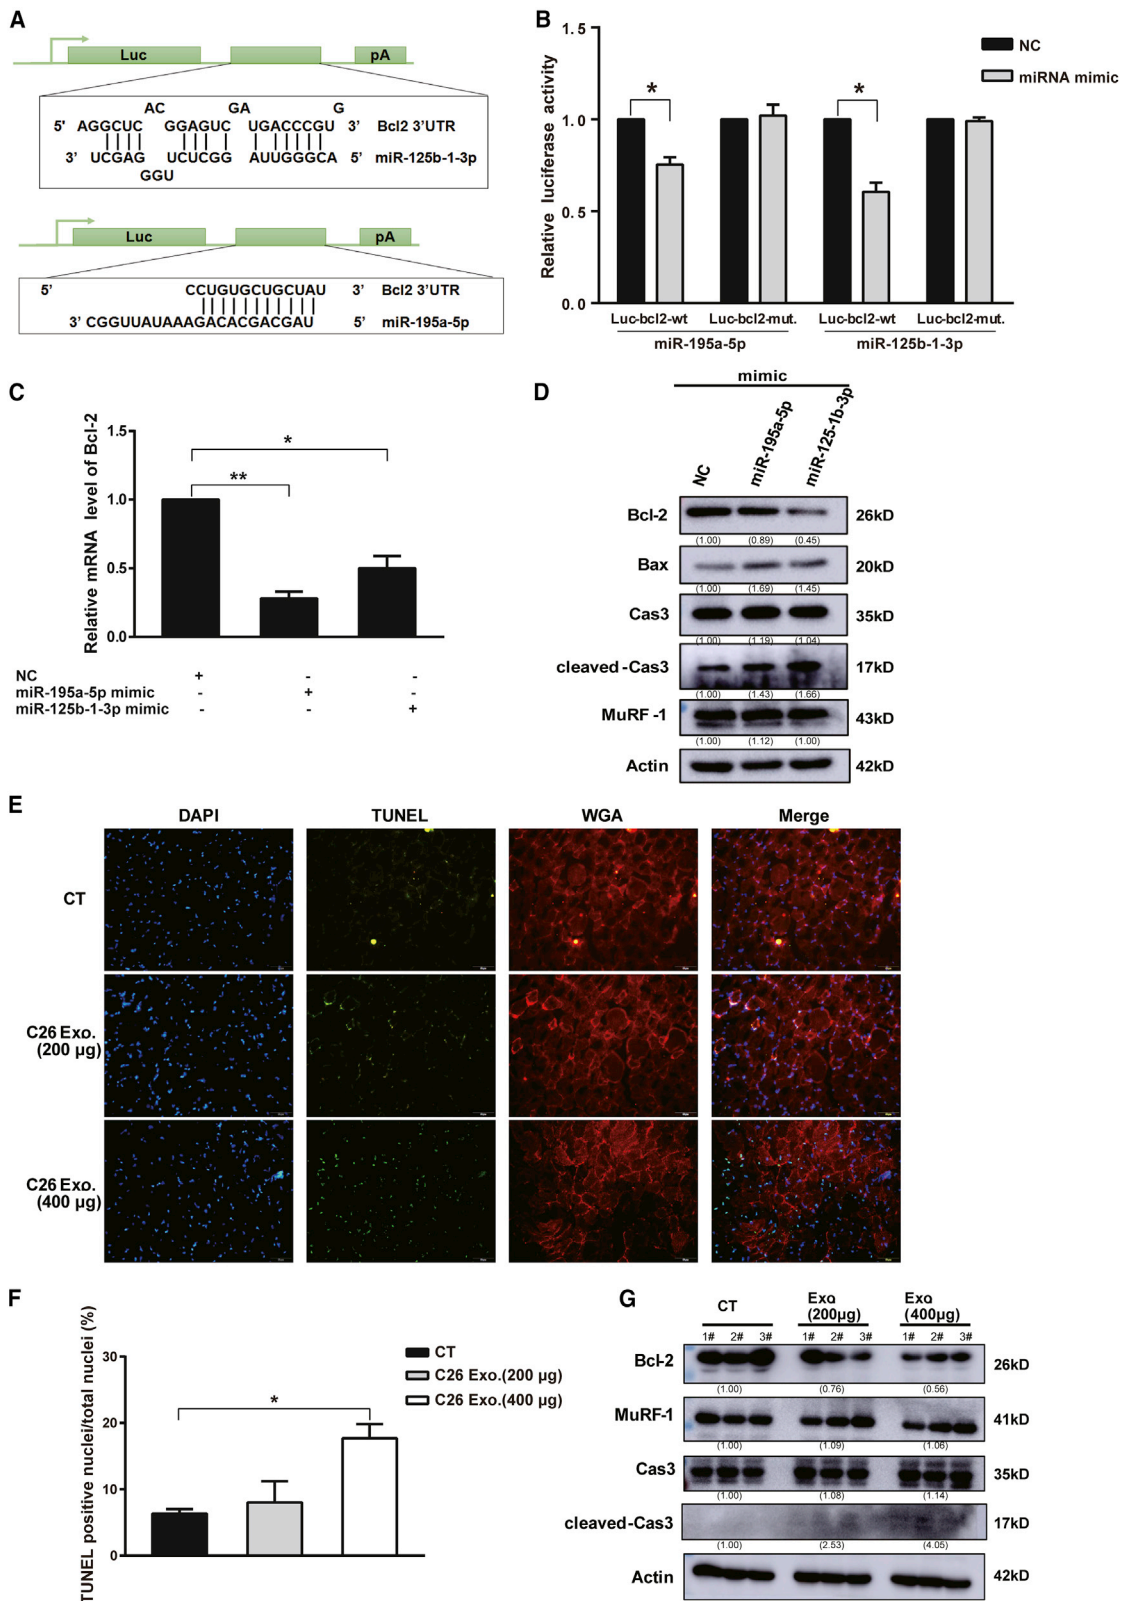 A
Luc
pA
AC GA G
5' AGGCUC GGAGUC UGACCCGU 3' Bcl2 3'UTR
3' UCGAG UCUCGG AUUGGGCA 5' miR-125b-1-3p
GGU
Luc
pA
5' CCUGUGCUGCUAU 3' Bcl2 3'UTR
3' CGGUUAUAAAGACACGACGAU 5' miR-195a-5p
B
Relative luciferase activity
1.5
1.0
0.5
0.0
NC
miRNA mimic
* *
Luc-bcl2-wt Luc-bcl2-mut. Luc-bcl2-wt Luc-bcl2-mut.
miR-195a-5p miR-125b-1-3p
C
Relative mRNA level of Bcl-2
1.5
1.0
0.5
0.0
*
**
NC + - -
miR-195a-5p mimic - + -
miR-125b-1-3p mimic - - +
D
mimic
NC miR-195a-5p miR-125-1b-3p
Bcl-2 26kD
(1.00) (0.89) (0.45)
Bax 20kD
(1.00) (1.69) (1.45)
Cas3 35kD
(1.00) (1.19) (1.04)
cleaved-Cas3 17kD
(1.00) (1.43) (1.66)
MuRF-1 43kD
(1.00) (1.12) (1.00)
Actin 42kD
E
DAPI TUNEL WGA Merge
CT
C26 Exo.
(200 µg)
C26 Exo.
(400 µg)
F
TUNEL positive nuclei/total nuclei (%)
30
20
10
0
*
CT
C26 Exo.(200 µg)
C26 Exo.(400 µg)
G
CT Exo (200µg) Exo (400µg)
1# 2# 3# 1# 2# 3# 1# 2# 3#
Bcl-2 26kD
(1.00) (0.76) (0.56)
MuRF-1 41kD
(1.00) (1.09) (1.06)
Cas3 35kD
(1.00) (1.08) (1.14)
cleaved-Cas3 17kD
(1.00) (2.53) (4.05)
Actin 42kD